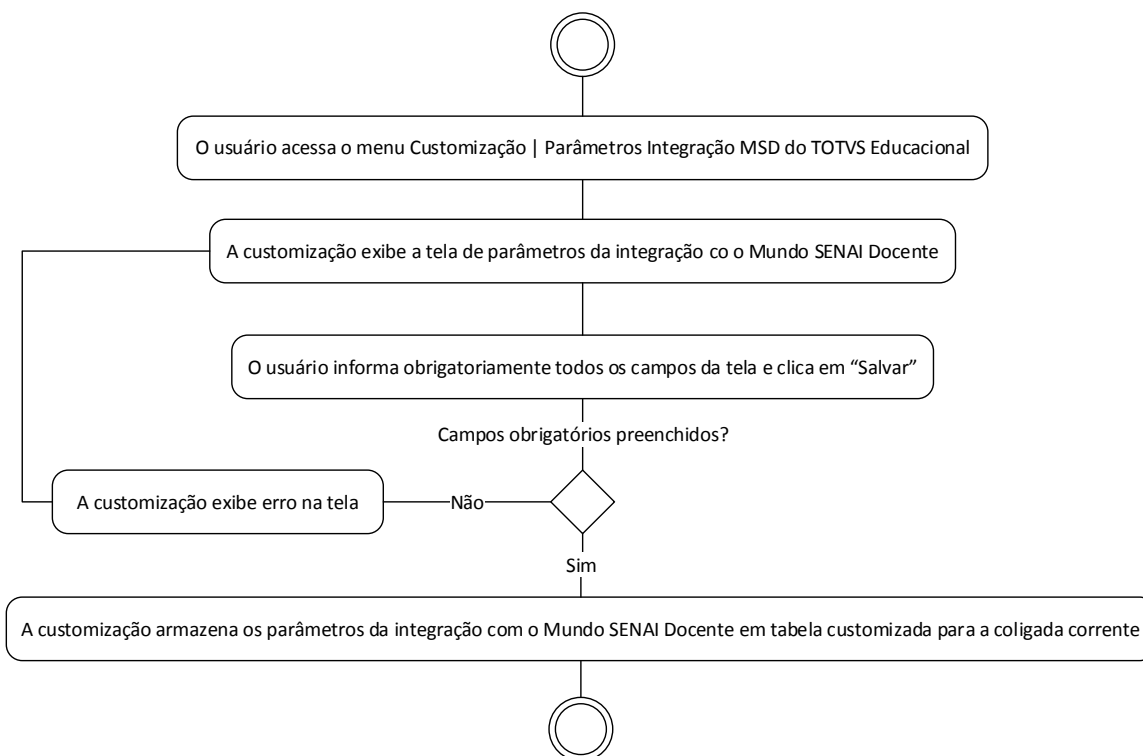 O usuário acessa o menu Customização | Parâmetros Integração MSD do TOTVS Educacional
A customização exibe a tela de parâmetros da integração co o Mundo SENAI Docente
O usuário informa obrigatoriamente todos os campos da tela e clica em “Salvar”
Campos obrigatórios preenchidos?
A customização exibe erro na tela
Não
Sim
A customização armazena os parâmetros da integração com o Mundo SENAI Docente em tabela customizada para a coligada corrente